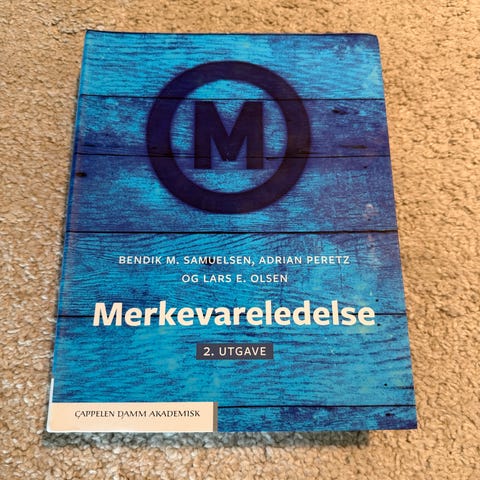 M
BENDIK M. SAMUELSEN, ADRIAN PERETZ
OG LARS E. OLSEN
Merkevareledelse
2. UTGAVE
CAPPELEN DAMM AKADEMISK